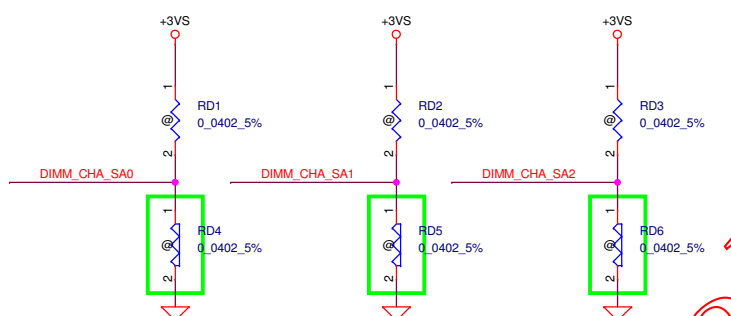 +3VS +3VS +3VS
1 1 1
RD1 RD2 RD3
@ 0_0402_5% @ 0_0402_5% @ 0_0402_5%
2 2 2
DIMM_CHA_SA0 DIMM_CHA_SA1 DIMM_CHA_SA2
1 1 1
RD4 RD5 RD6
@ 0_0402_5% @ 0_0402_5% @ 0_0402_5%
2 2 2